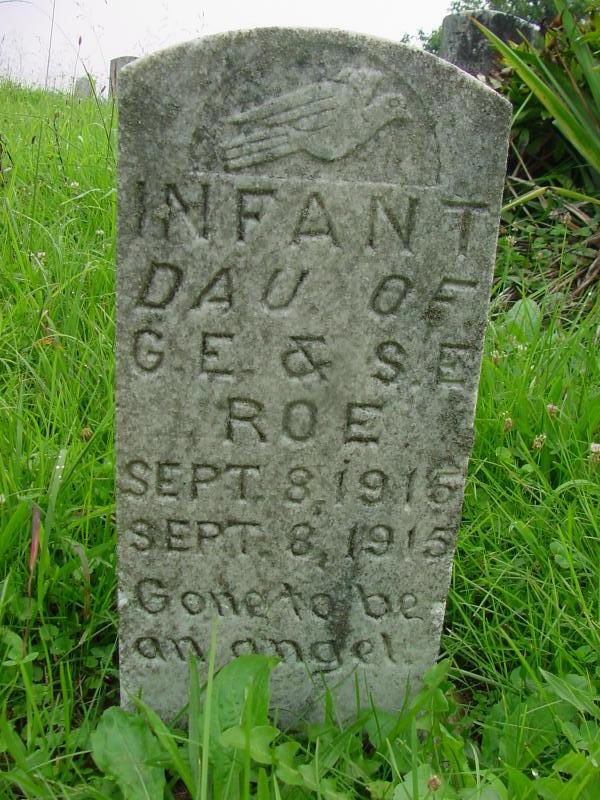 INFANT
DAU. OF
G.E. & S.E
ROE
SEPT. 8, 1915
SEPT. 8, 1915
Gone to be
an angel.